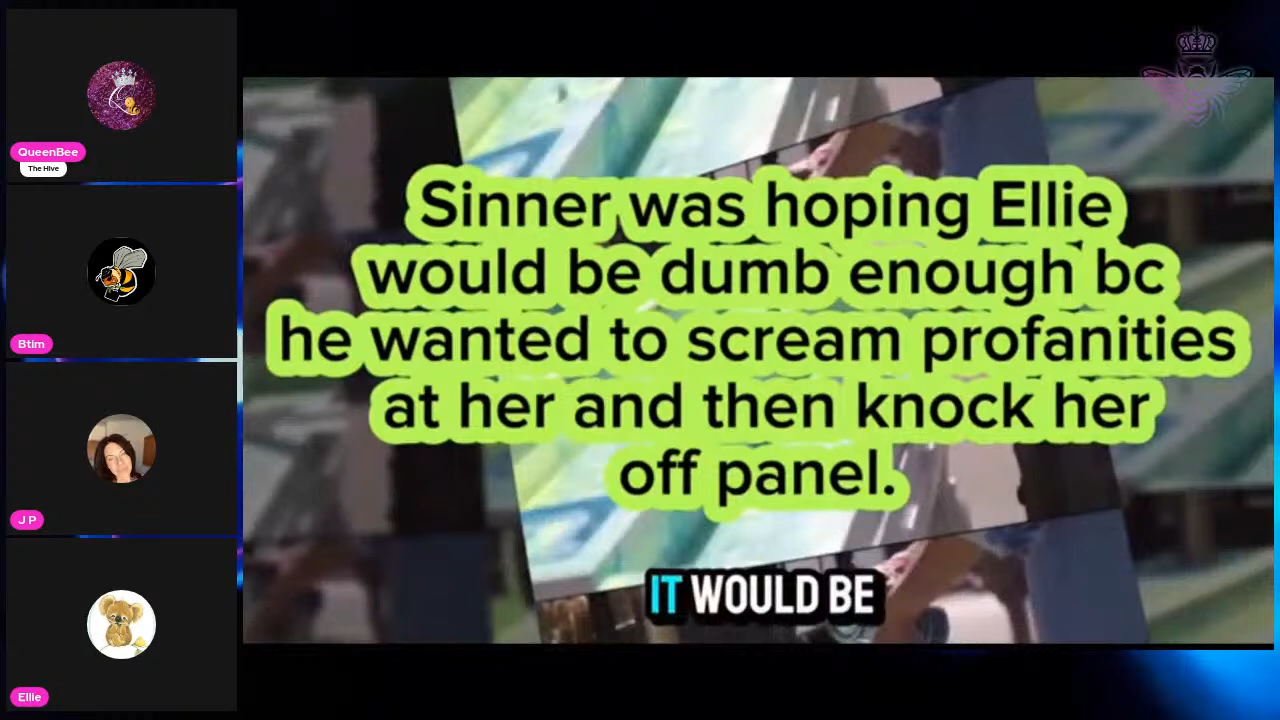 QueenBee
The Hive
Btim
J P
Ellie
Sinner was hoping Ellie
would be dumb enough bc
he wanted to scream profanities
at her and then knock her
off panel.
IT WOULD BE